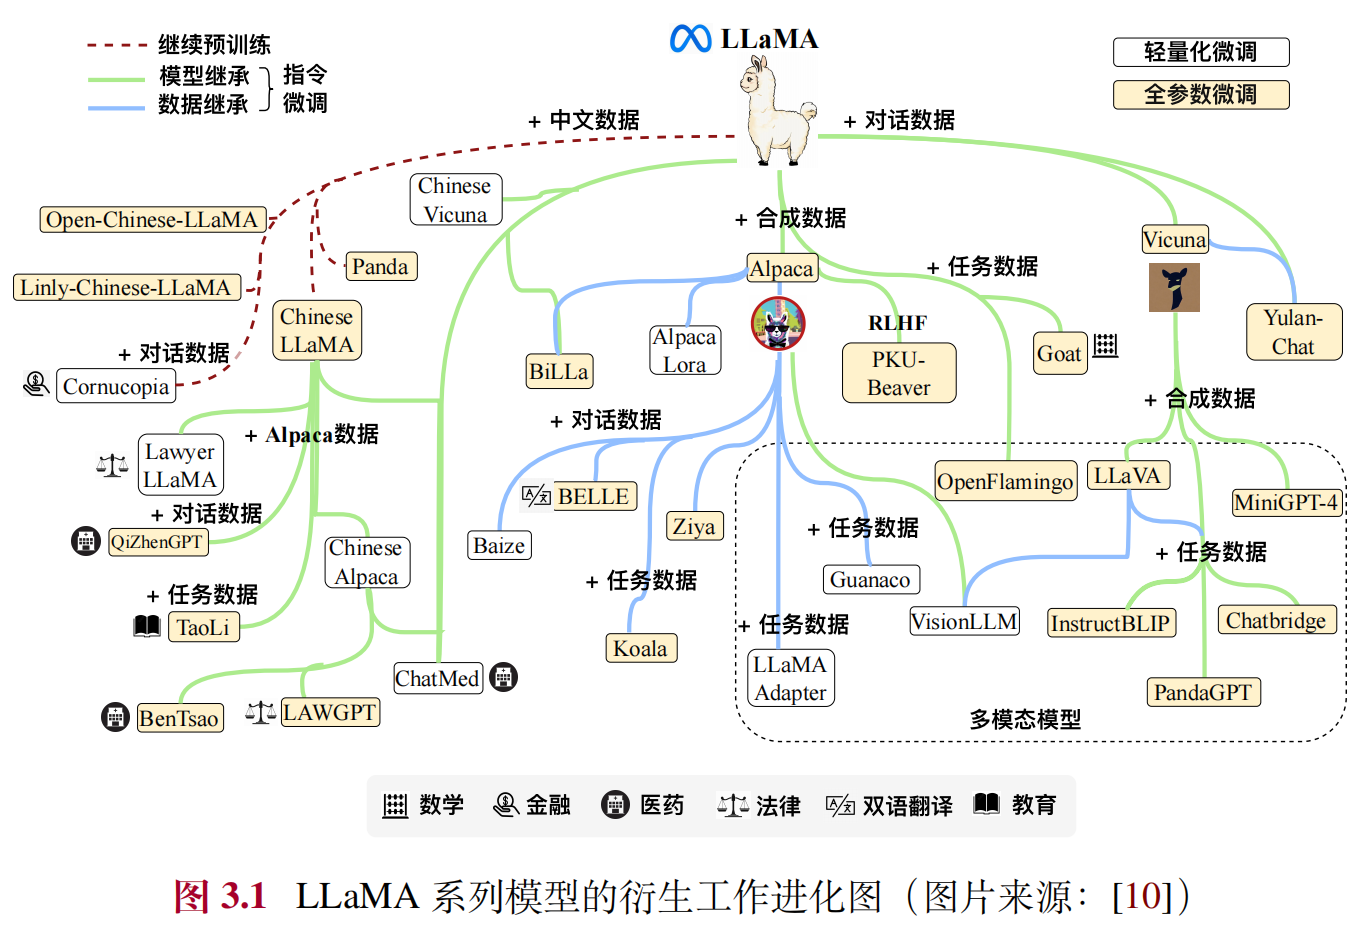 LLaMA
继续预训练
模型继承
数据继承
指令
微调
轻量化微调
全参数微调
+ 中文数据
+ 对话数据
Chinese
Vicuna
Open-Chinese-LLaMA
+ 合成数据
Vicuna
Panda
Alpaca
+ 任务数据
Linly-Chinese-LLaMA
Chinese
LLaMA
RLHF
Yulan-
Chat
Alpaca
Lora
Goat
+ 对话数据
BiLLa
PKU-
Beaver
Cornucopia
+ 合成数据
+ Alpaca数据
+ 对话数据
Lawyer
LLaMA
LLaVA
OpenFlamingo
MiniGPT-4
BELLE
+ 对话数据
Ziya
+ 任务数据
QiZhenGPT
Baize
Chinese
Alpaca
+ 任务数据
+ 任务数据
Guanaco
+ 任务数据
TaoLi
VisionLLM
InstructBLIP
Chatbridge
+ 任务数据
Koala
LLaMA
Adapter
ChatMed
PandaGPT
BenTsao
LAWGPT
多模态模型
数学
金融
医药
法律
双语翻译
教育
图 3.1 LLaMA 系列模型的衍生工作进化图（图片来源：[10]）